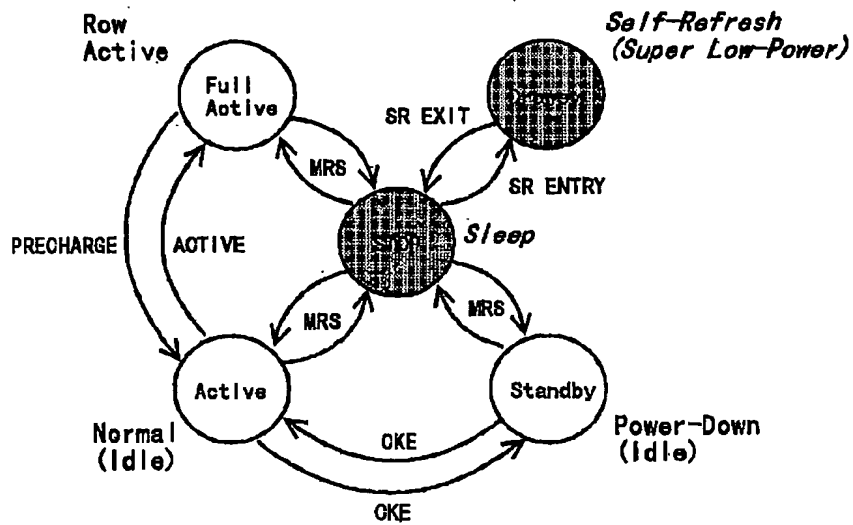 Row
Active
Self-Refresh
(Super Low-Power)
Full
Active
SR EXIT
MRS
SR ENTRY
Sleep
PRECHARGE
ACTIVE
MRS
MRS
Active
Standby
Normal
(Idle)
CKE
Power-Down
(Idle)
CKE